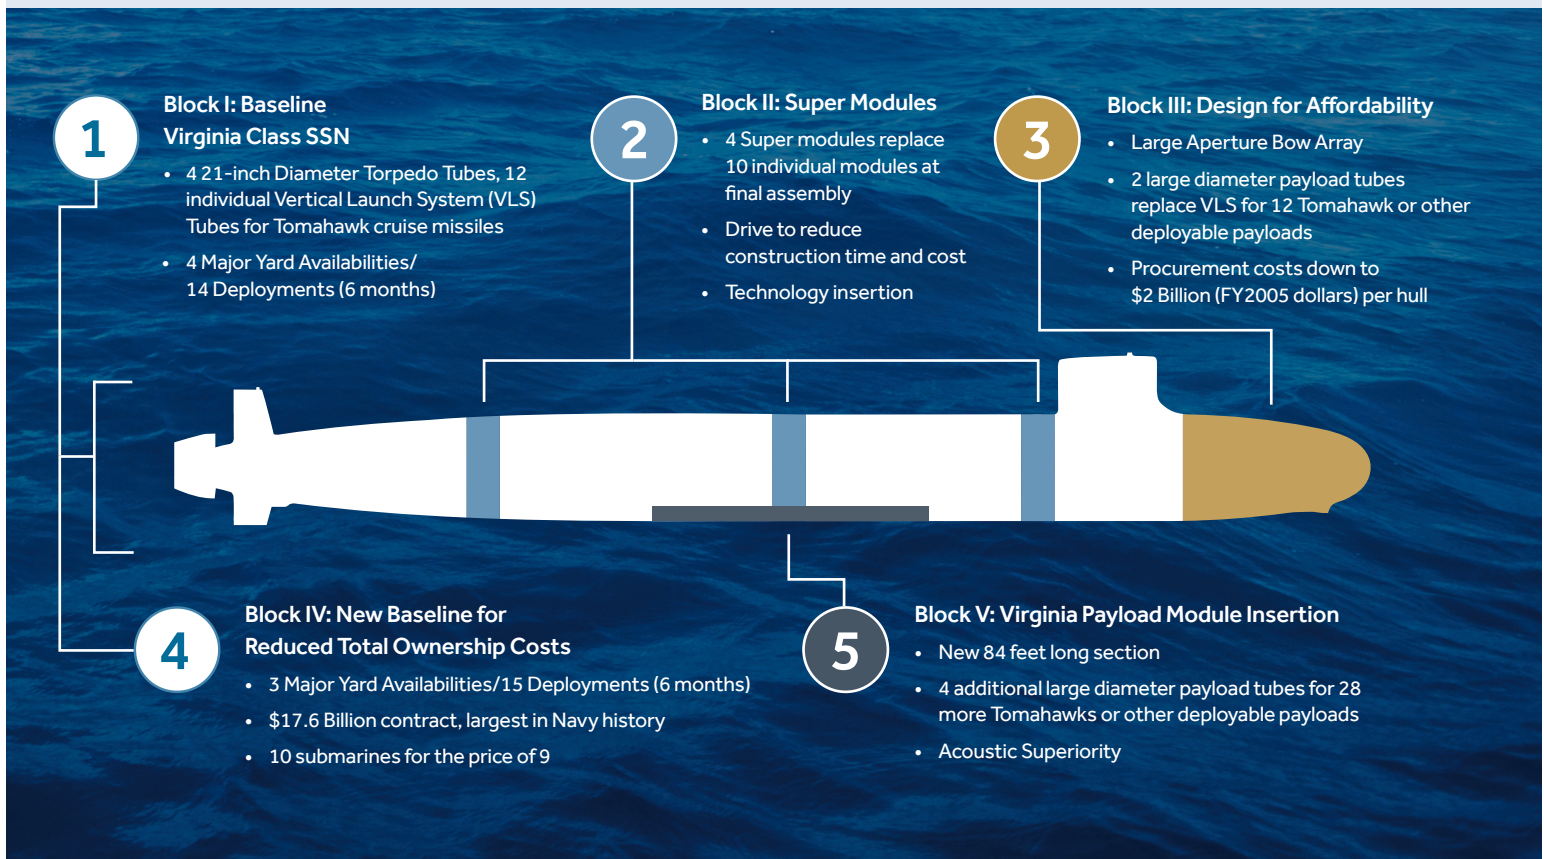 1
Block I: Baseline
Virginia Class SSN
• 4 21-inch Diameter Torpedo Tubes, 12
individual Vertical Launch System (VLS)
Tubes for Tomahawk cruise missiles
• 4 Major Yard Availabilities/
14 Deployments (6 months)
2
Block II: Super Modules
• 4 Super modules replace
10 individual modules at
final assembly
• Drive to reduce
construction time and cost
• Technology insertion
3
Block III: Design for Affordability
• Large Aperture Bow Array
• 2 large diameter payload tubes
replace VLS for 12 Tomahawk or other
deployable payloads
• Procurement costs down to
$2 Billion (FY2005 dollars) per hull
4
Block IV: New Baseline for
Reduced Total Ownership Costs
• 3 Major Yard Availabilities/15 Deployments (6 months)
• $17.6 Billion contract, largest in Navy history
• 10 submarines for the price of 9
5
Block V: Virginia Payload Module Insertion
• New 84 feet long section
• 4 additional large diameter payload tubes for 28
more Tomahawks or other deployable payloads
• Acoustic Superiority